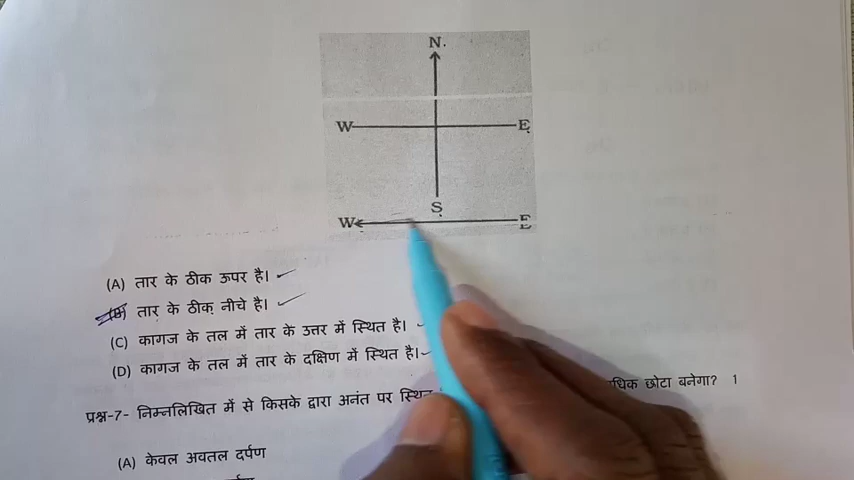 N.
W E
S
W E
(A) तार के ठीक ऊपर है।
(B) तार के ठीक नीचे है।
(C) कागज के तल में तार के उत्तर में स्थित है।
(D) कागज के तल में तार के दक्षिण में स्थित है।
प्रश्न-7- निम्नलिखित में से किसके द्वारा अनंत पर स्थित छोटा बनेगा? 1
(A) केवल अवतल दर्पण